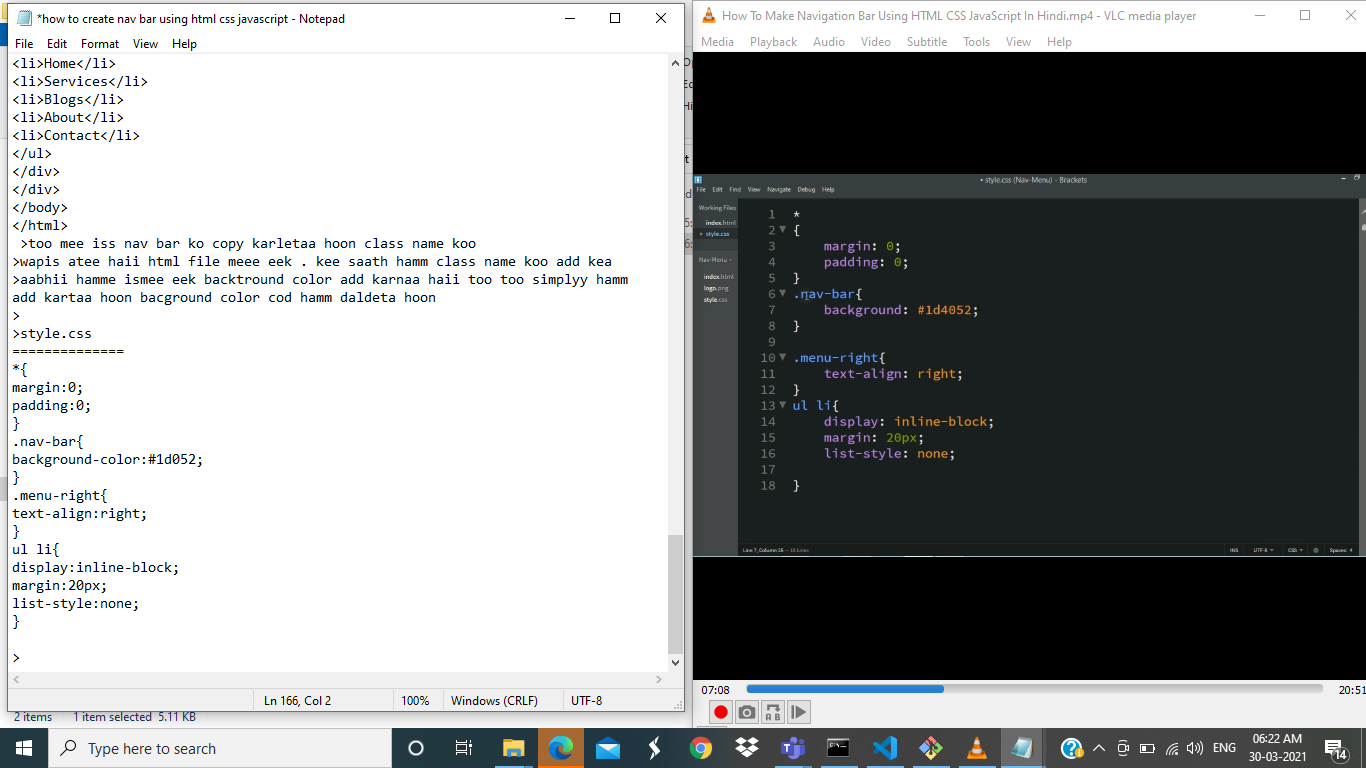 *how to create nav bar using html css javascript - Notepad
File Edit Format View Help
<li>Home</li>
<li>Services</li>
<li>Blogs</li>
<li>About</li>
<li>Contact</li>
</ul>
</div>
</div>
</body>
</html>
>too mee iss nav bar ko copy karletaa hoon class name koo
>wapis atee haii html file meee eek . kee saath hamm class name koo add kea
>aabhii hamme ismee eek backtround color add karnaa haii too too simplyy hamm
add kartaa hoon bacground color cod hamm daldeta hoon
>
>style.css
==============
*{
margin:0;
padding:0;
}
.nav-bar{
background-color:#1d052;
}
.menu-right{
text-align:right;
}
ul li{
display:inline-block;
margin:20px;
list-style:none;
}
>
Ln 166, Col 2 100% Windows (CRLF) UTF-8
2 items 1 item selected 5.11 KB
How To Make Navigation Bar Using HTML CSS JavaScript In Hindi.mp4 - VLC media player
Media Playback Audio Video Subtitle Tools View Help
• style.css (Nav-Menu) - Brackets
File Edit Find View Navigate Debug Help
Working Files
index.html
• style.css
Nav-Menu
index.html
logo.png
style.css
1 *
2 {
3 margin: 0;
4 padding: 0;
5 }
6 .nav-bar{
7 background: #1d4052;
8 }
9
10 .menu-right{
11 text-align: right;
12 }
13 ul li{
14 display: inline-block;
15 margin: 20px;
16 list-style: none;
17
18 }
Line 7, Column 25 — 18 Lines INS UTF-8 CSS Spaces: 4
07:08 20:51
Type here to search
ENG
06:22 AM
30-03-2021
14